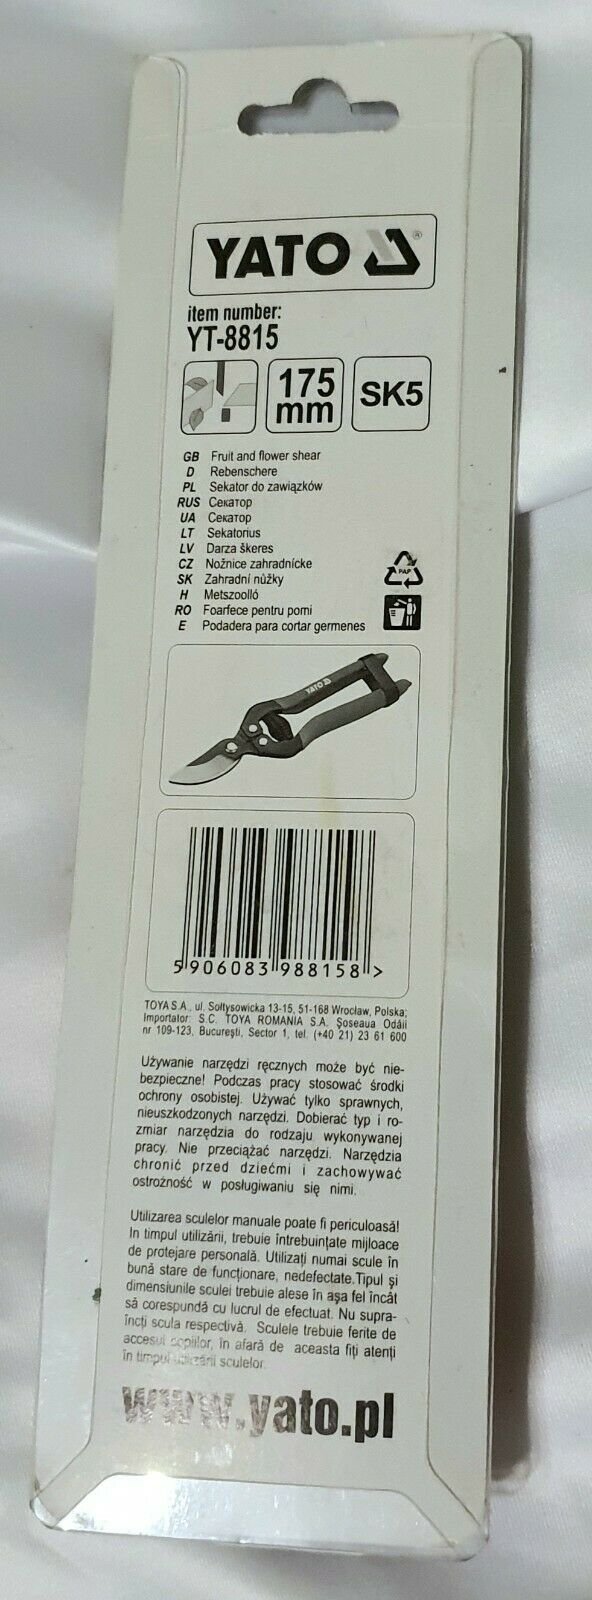 YATO ®
item number:
YT-8815
175
mm
SK5
GB Fruit and flower shear
D Rebenschere
PL Sekator do zawiązków
RUS Секатор
UA Секатор
LT Sekatorius
LV Darza škeres
CZ Nožnice zahradnícke
SK Zahradní nůžky
H Metszoolló
RO Foarfece pentru pomi
E Podadera para cortar germenes
PAP
YATO
5 906083 988158 >
TOYA S.A., ul. Sołtysowicka 13-15, 51-168 Wrocław, Polska;
Importator: S.C. TOYA ROMANIA S.A. Şoseaua Odăii
nr 109-123, Bucureşti, Sector 1, tel. (+40 21) 23 61 600
Używanie narzędzi ręcznych może być nie-
bezpieczne! Podczas pracy stosować środki
ochrony osobistej. Używać tylko sprawnych,
nieuszkodzonych narzędzi. Dobierać typ i ro-
zmiar narzędzia do rodzaju wykonywanej
pracy. Nie przeciążać narzędzi. Narzędzia
chronić przed dziećmi i zachowywać
ostrożność w posługiwaniu się nimi.
Utilizarea sculelor manuale poate fi periculoasă!
In timpul utilizării, trebuie întrebuinţate mijloace
de protejare personală. Utilizaţi numai scule în
bună stare de funcţionare, nedefectate.Tipul şi
dimensiunile sculei trebuie alese în aşa fel încât
să corespundă cu lucrul de efectuat. Nu supra-
încţi scula respectivă. Sculele trebuie ferite de
accesul copiilor, în afară de aceasta fiţi atenţi
în timpul utilizării sculelor.
www.yato.pl